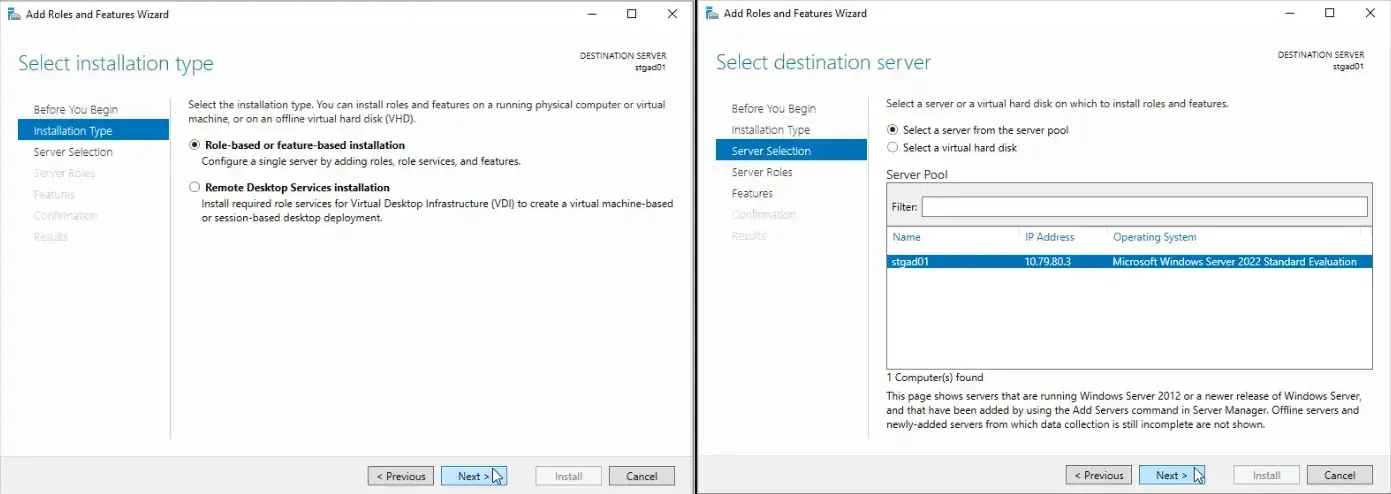 Add Roles and Features Wizard
Select installation type
DESTINATION SERVER
stgad01
Before You Begin
Installation Type
Server Selection
Server Roles
Features
Confirmation
Results
Select the installation type. You can install roles and features on a running physical computer or virtual
machine, or on an offline virtual hard disk (VHD).
Role-based or feature-based installation
Configure a single server by adding roles, role services, and features.
Remote Desktop Services installation
Install required role services for Virtual Desktop Infrastructure (VDI) to create a virtual machine-based
or session-based desktop deployment.
< Previous
Next >
Install
Cancel
Add Roles and Features Wizard
Select destination server
DESTINATION SERVER
stgad01
Before You Begin
Installation Type
Server Selection
Server Roles
Features
Confirmation
Results
Select a server or a virtual hard disk on which to install roles and features.
Select a server from the server pool
Select a virtual hard disk
Server Pool
Filter:
Name IP Address Operating System
stgad01 10.79.80.3 Microsoft Windows Server 2022 Standard Evaluation
1 Computer(s) found
This page shows servers that are running Windows Server 2012 or a newer release of Windows Server,
and that have been added by using the Add Servers command in Server Manager. Offline servers and
newly-added servers from which data collection is still incomplete are not shown.
< Previous
Next >
Install
Cancel